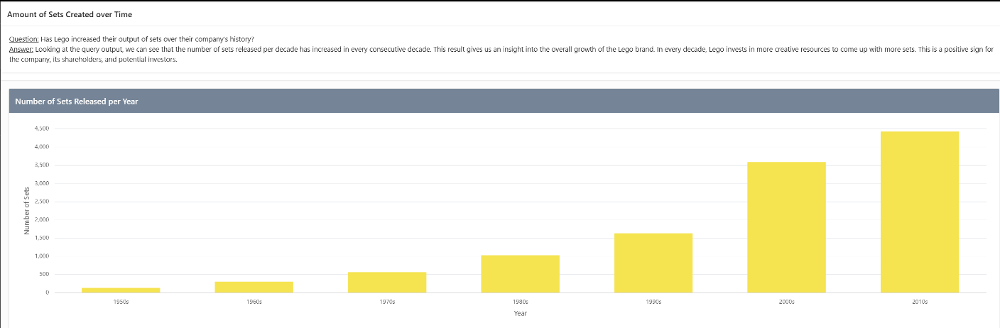 Amount of Sets Created over Time
Question: Has Lego increased their output of sets over their company's history?
Answer: Looking at the query output, we can see that the number of sets released per decade has increased in every consecutive decade. This result gives us an insight into the overall growth of the Lego brand. In every decade, Lego invests in more creative resources to come up with more sets. This is a positive sign for
the company, its shareholders, and potential investors.
Number of Sets Released per Year
4,500
4,000
3,500
3,000
2,500
2,000
1,500
1,000
500
0
Number of Sets
1950s 1960s 1970s 1980s 1990s 2000s 2010s
Year